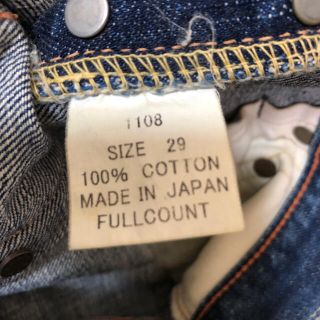 1108
SIZE 29
100% COTTON
MADE IN JAPAN
FULLCOUNT